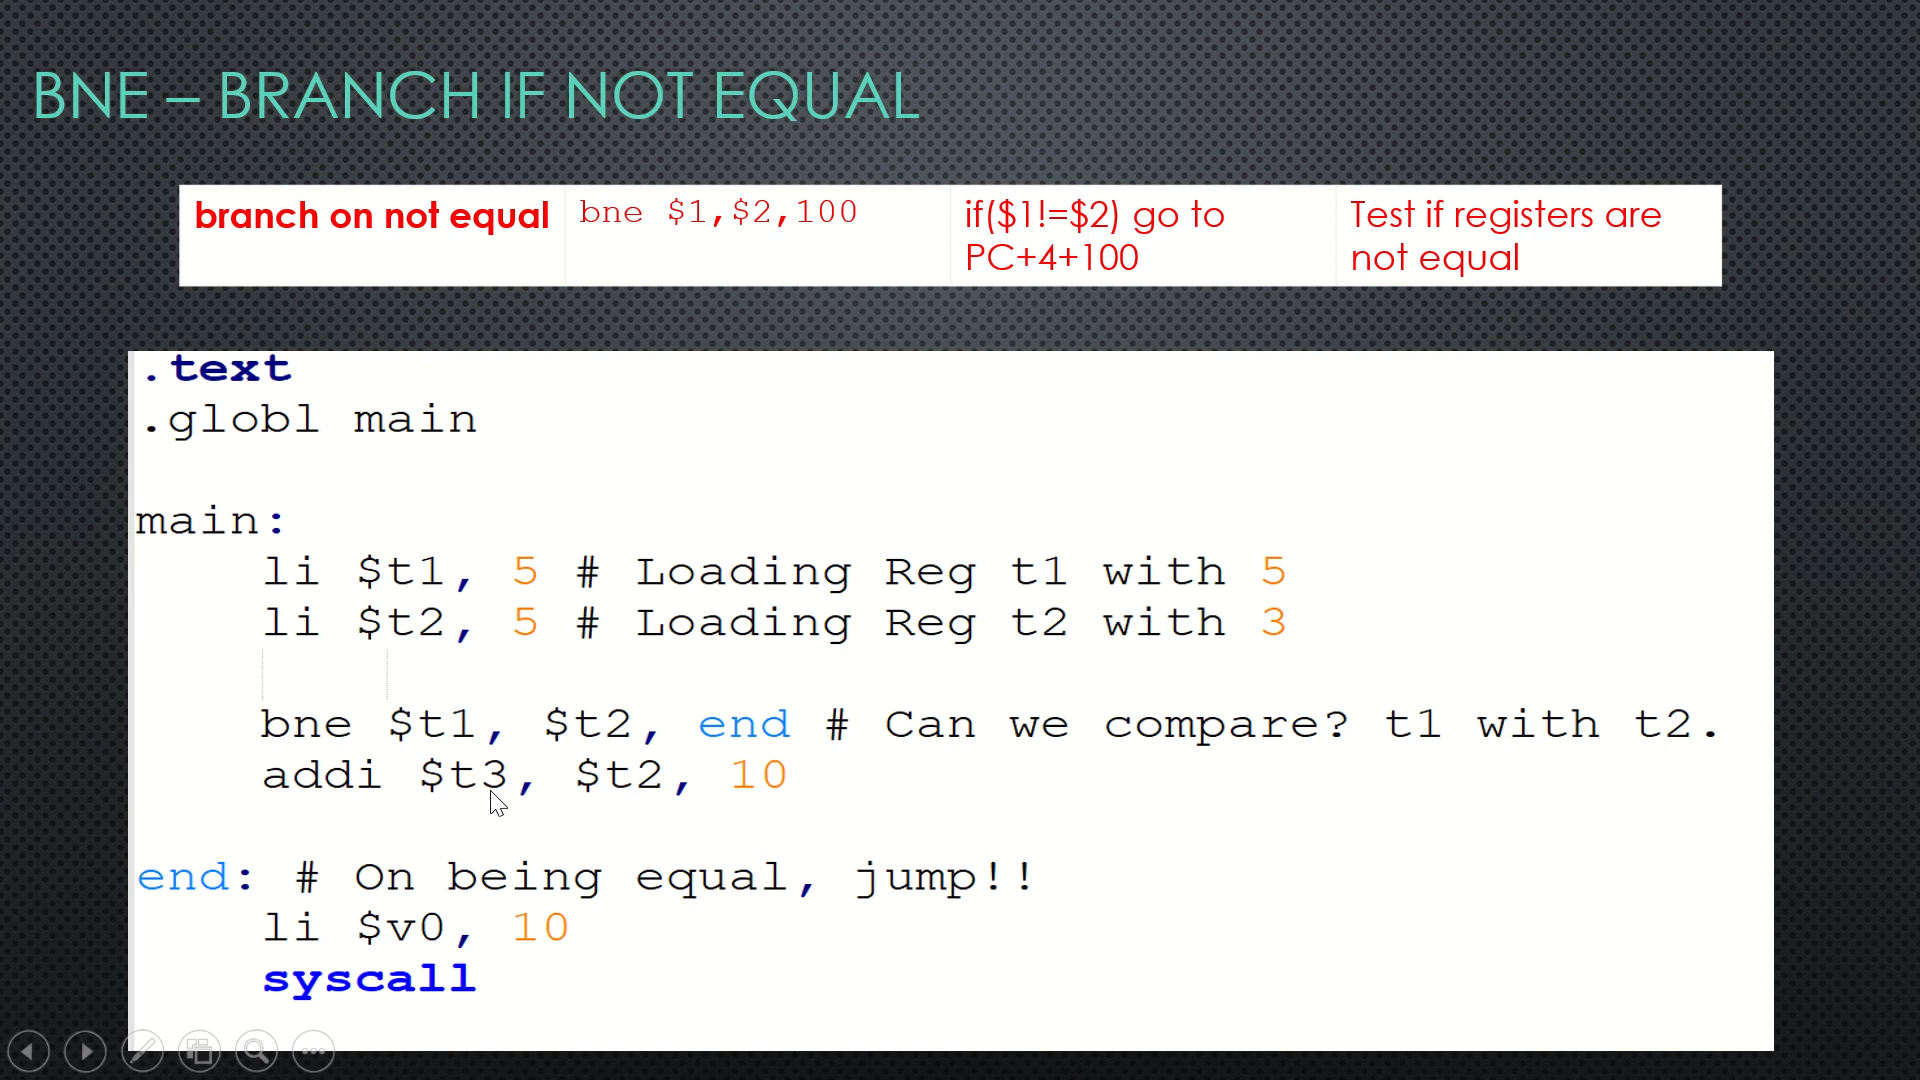 BNE – BRANCH IF NOT EQUAL
branch on not equal
bne $1,$2,100
if($1!=$2) go to
PC+4+100
Test if registers are
not equal
.text
.globl main
main:
li $t1, 5 # Loading Reg t1 with 5
li $t2, 5 # Loading Reg t2 with 3
bne $t1, $t2, end # Can we compare? t1 with t2.
addi $t3, $t2, 10
end: # On being equal, jump!!
li $v0, 10
syscall